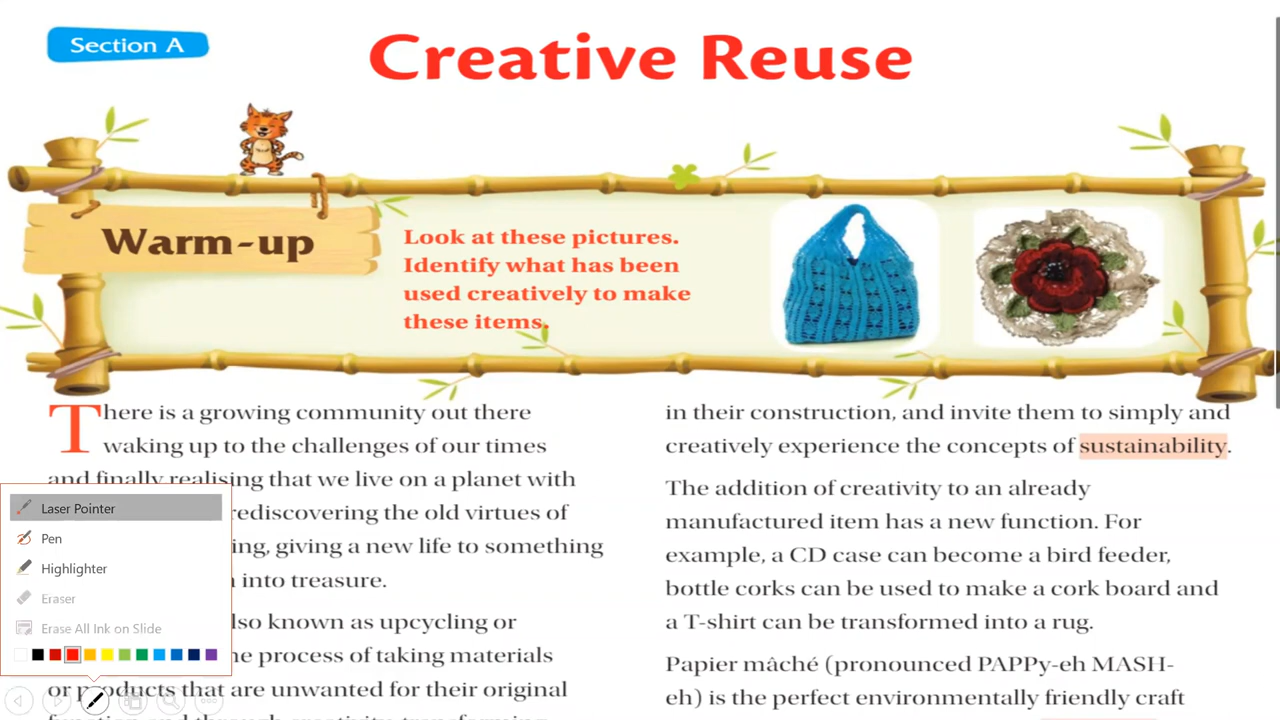 Section A
Creative Reuse
Warm-up
Look at these pictures.
Identify what has been
used creatively to make
these items.
There is a growing community out there
waking up to the challenges of our times
and finally realising that we live on a planet with
rediscovering the old virtues of
ing, giving a new life to something
into treasure.
lso known as upcycling or
e process of taking materials
or products that are unwanted for their original
function and through creativity transforming
in their construction, and invite them to simply and
creatively experience the concepts of sustainability.
The addition of creativity to an already
manufactured item has a new function. For
example, a CD case can become a bird feeder,
bottle corks can be used to make a cork board and
a T-shirt can be transformed into a rug.
Papier mâché (pronounced PAPPy-eh MASH-
eh) is the perfect environmentally friendly craft
Laser Pointer
Pen
Highlighter
Eraser
Erase All Ink on Slide